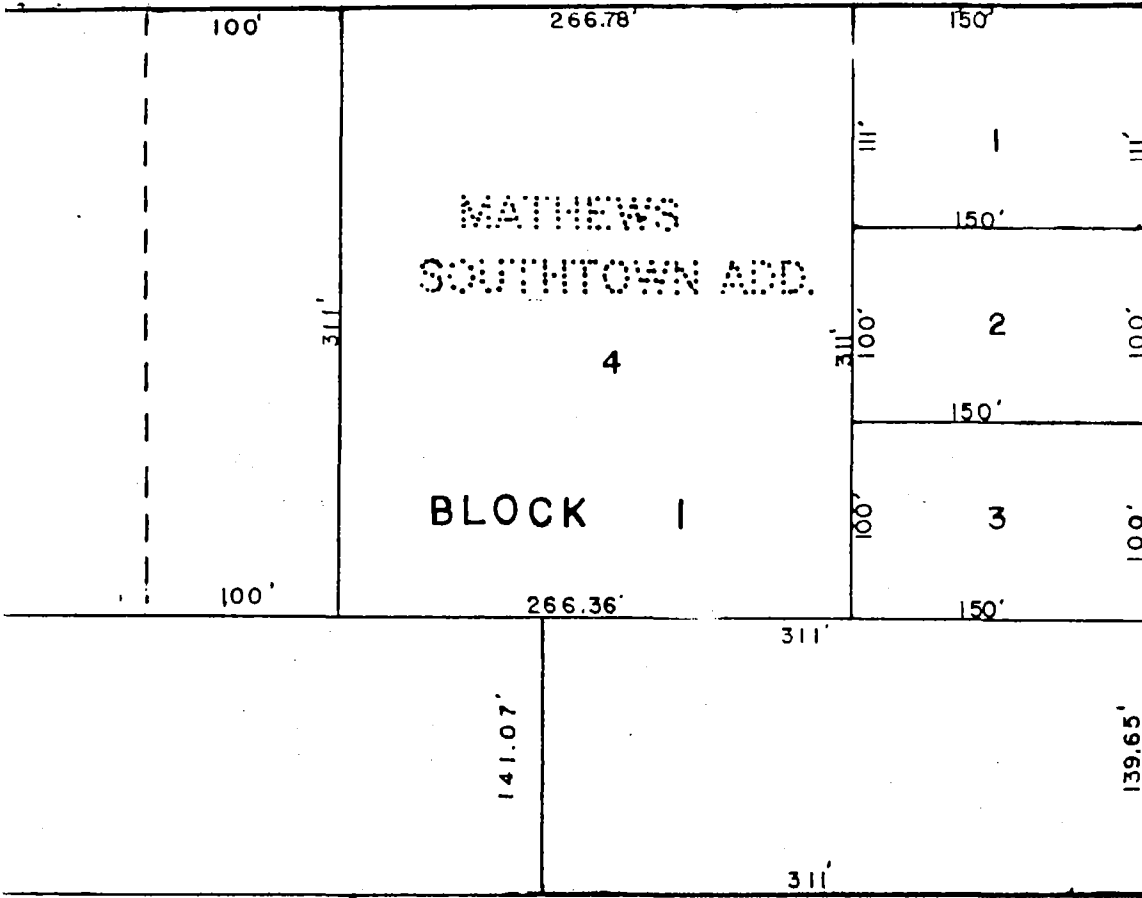 100' 266.78' 150'
111' 1 111'
MATHEWS
150'
SOUTHTOWN ADD.
311' 311' 100' 2 100'
4
150'
BLOCK 1 100' 3 100'
100' 266.36' 150'
311'
141.07' 139.65'
311'